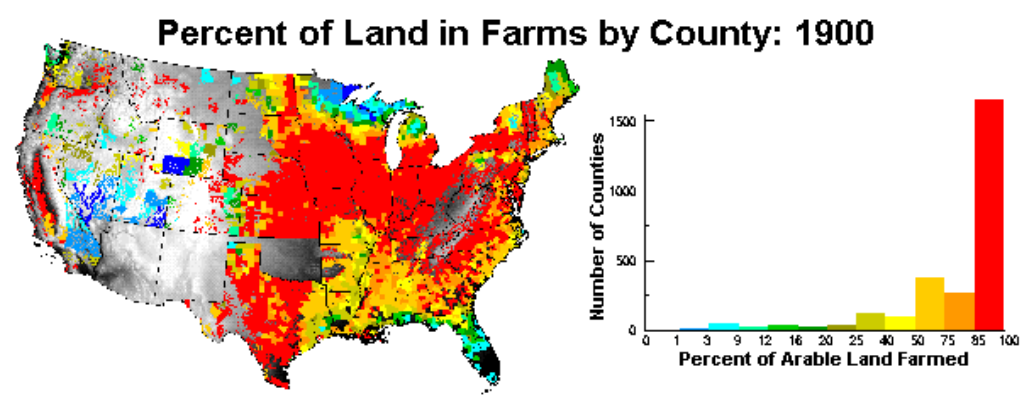 Percent of Land in Farms by County: 1900
Number of Counties
1500
1000
500
0
0 1 3 9 12 16 20 25 40 50 75 85 100
Percent of Arable Land Farmed